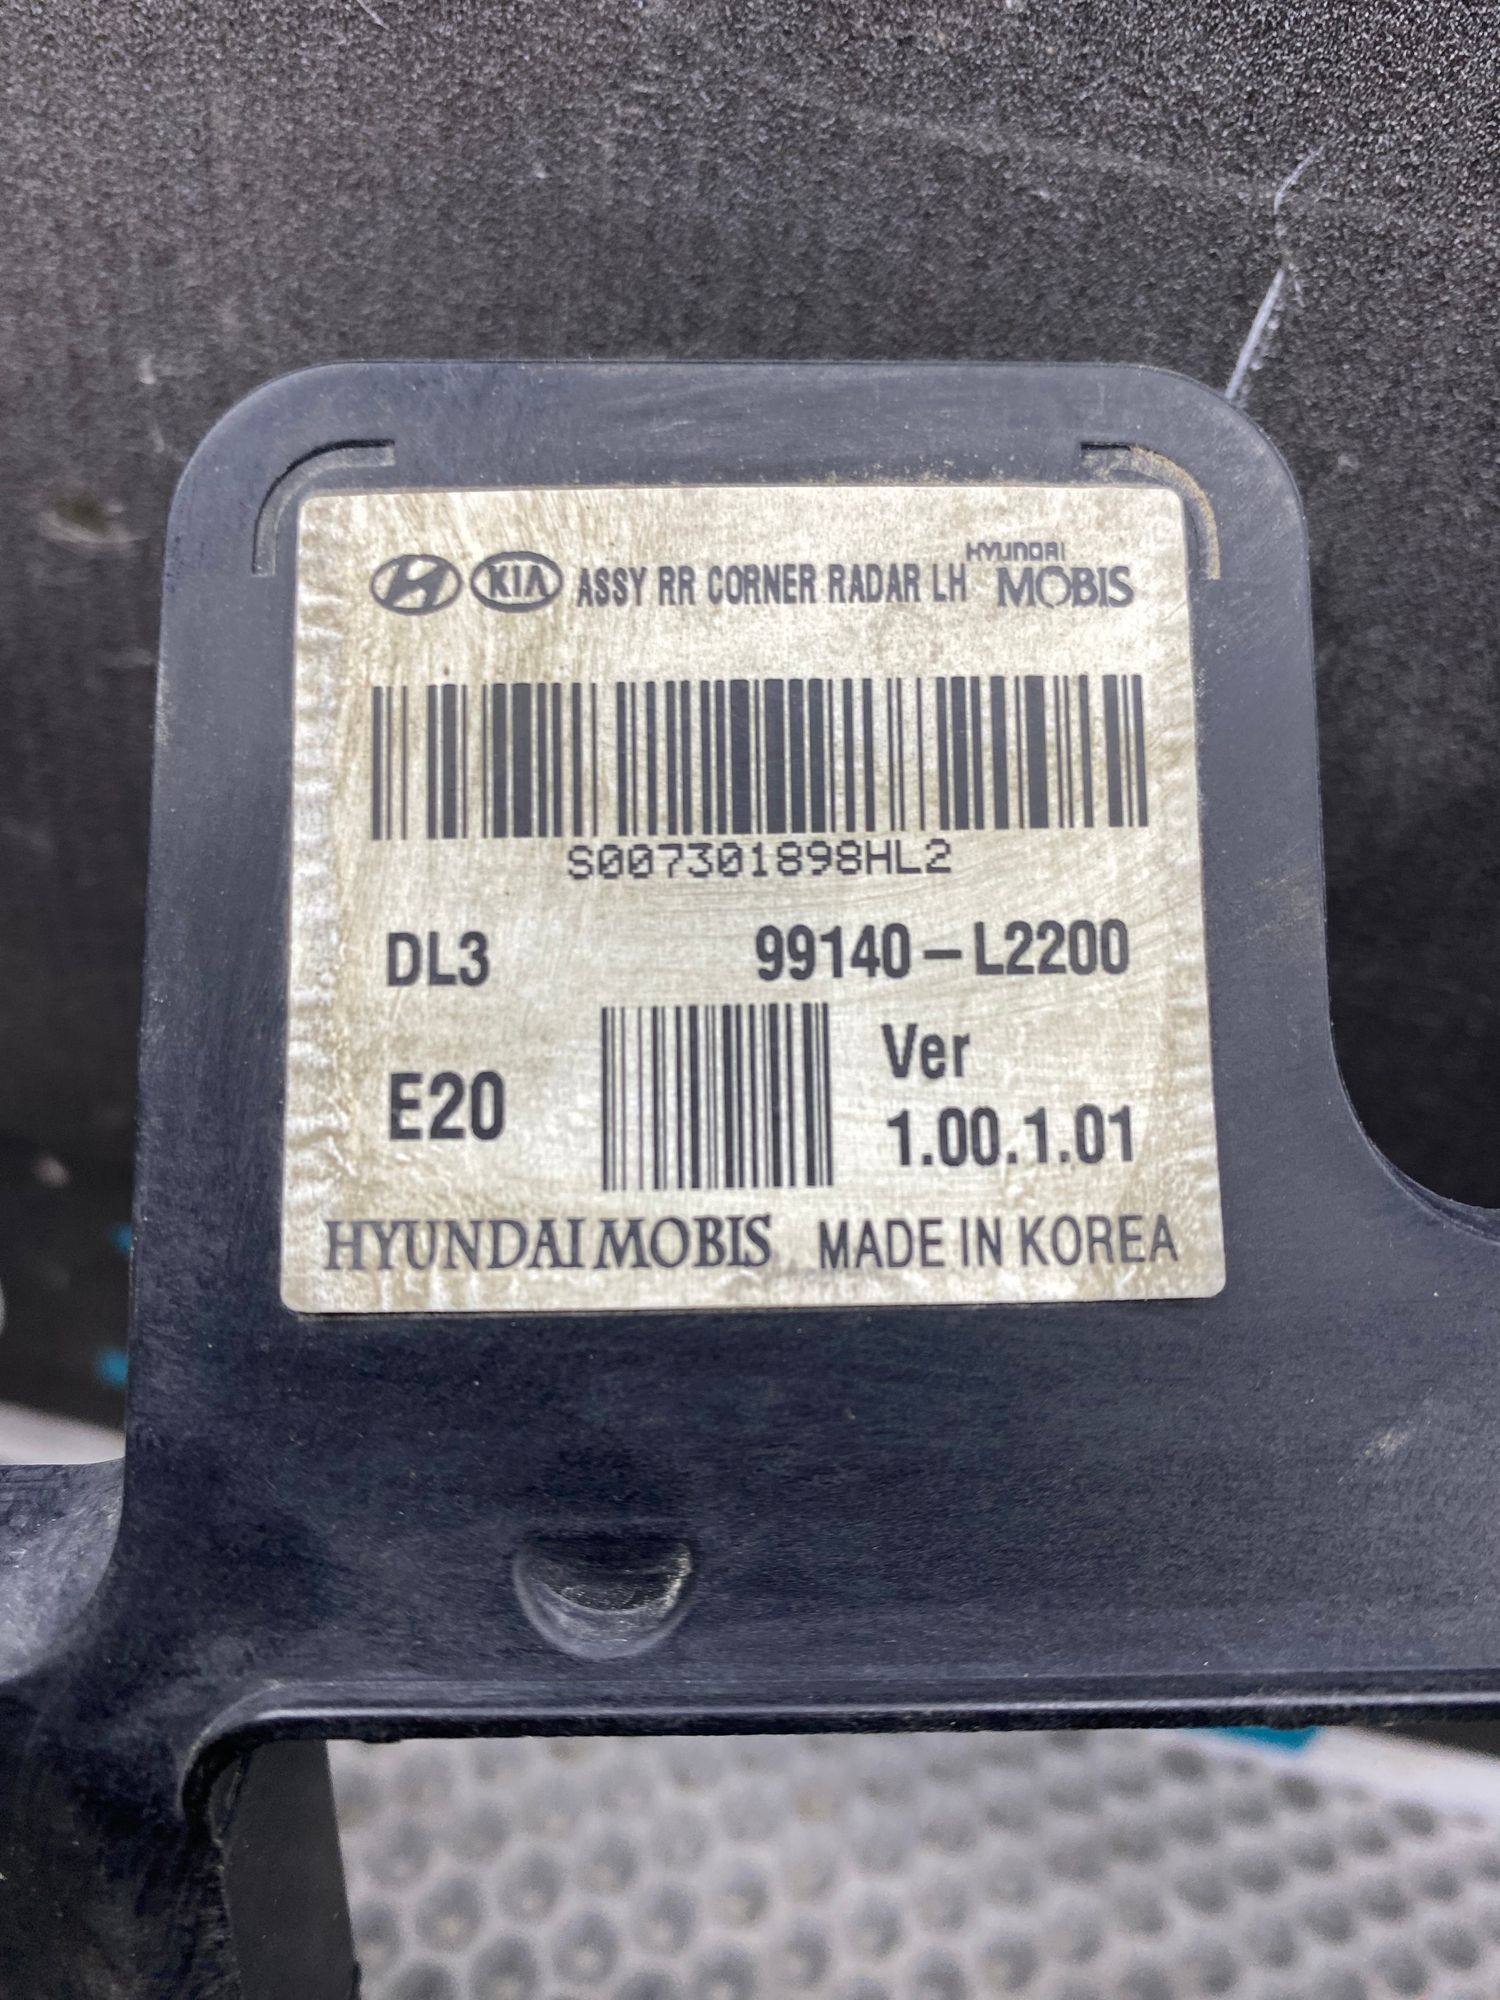 KIA ASSY RR CORNER RADAR LH HYUNDAI MOBIS
S007301898HL2
DL3 99140-L2200
E20 Ver 1.00.1.01
HYUNDAI MOBIS MADE IN KOREA